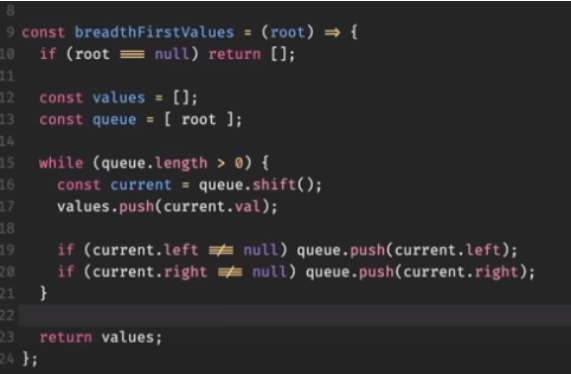 8
9 const breadthFirstValues = (root) => {
10 if (root === null) return [];
11
12 const values = [];
13 const queue = [ root ];
14
15 while (queue.length > 0) {
16 const current = queue.shift();
17 values.push(current.val);
18
19 if (current.left !== null) queue.push(current.left);
20 if (current.right !== null) queue.push(current.right);
21 }
22
23 return values;
24 };